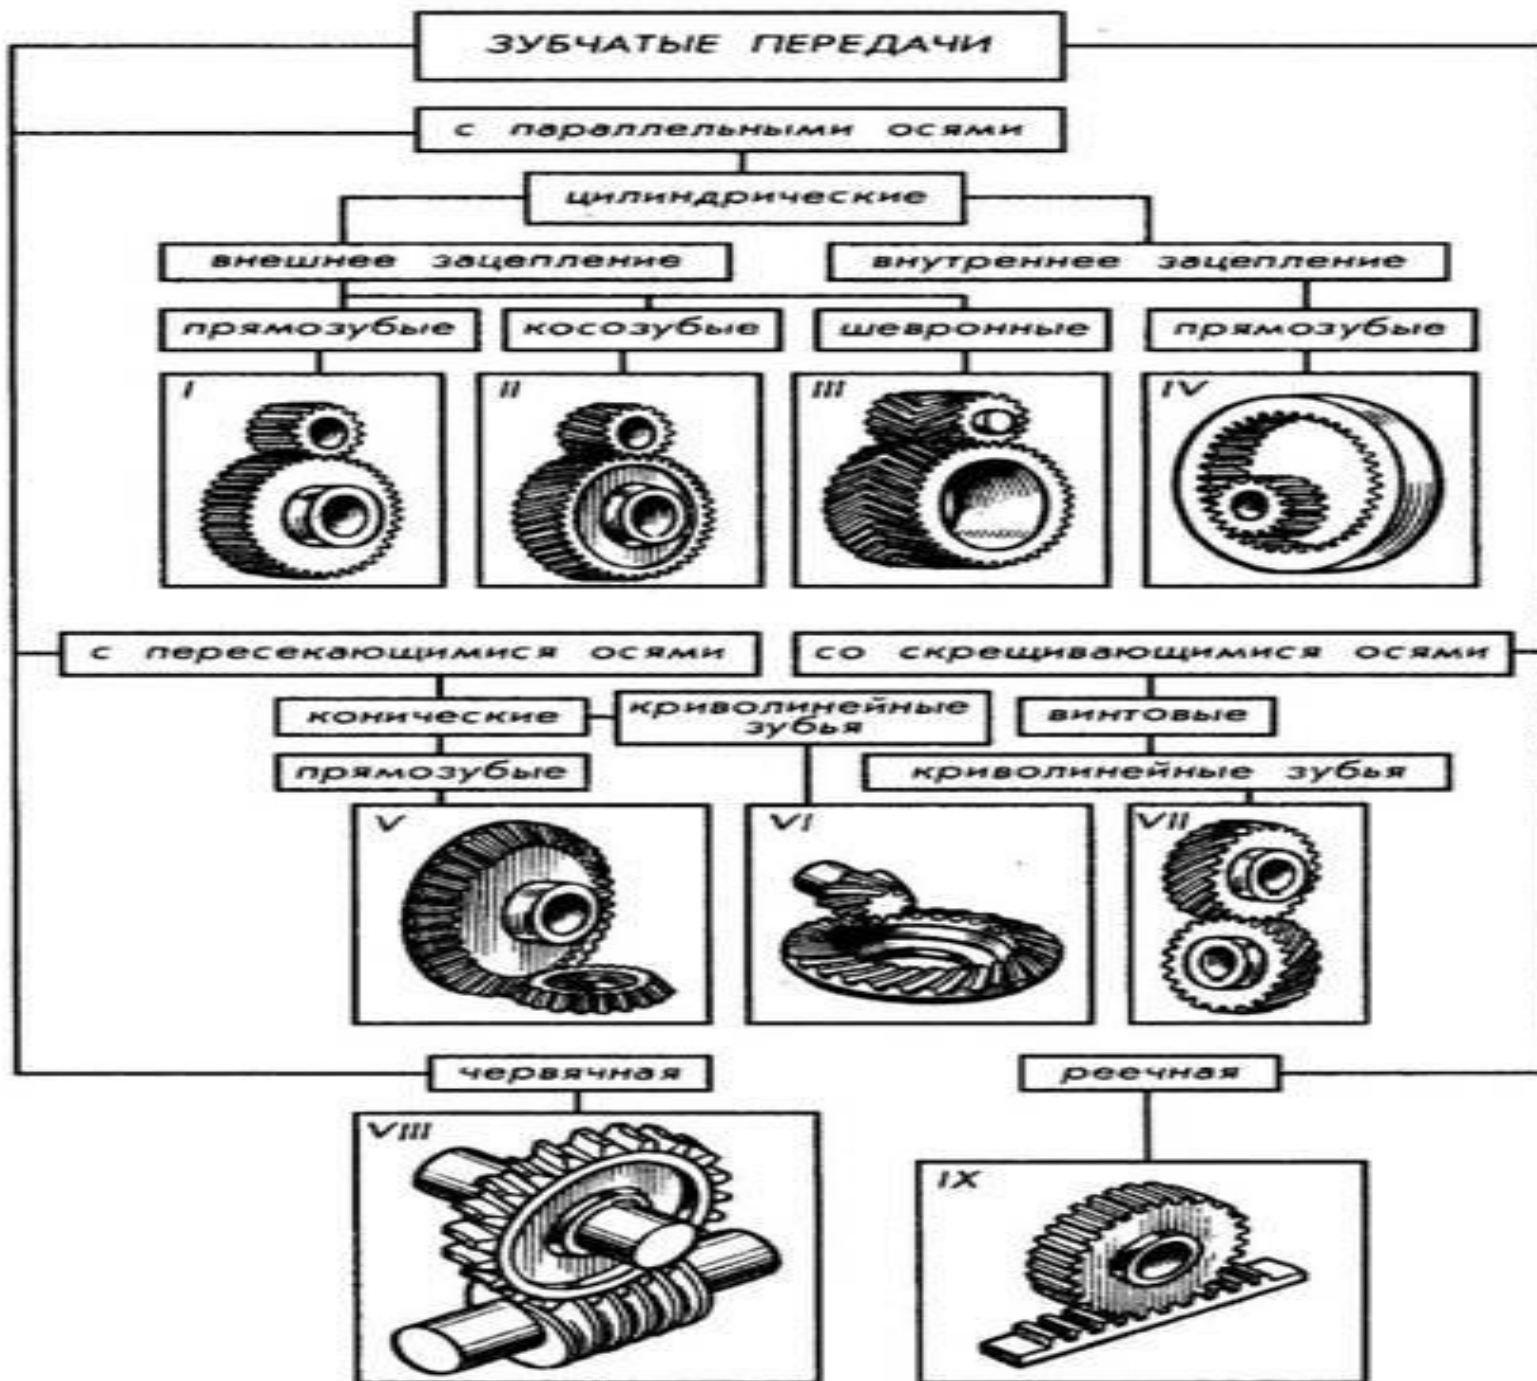 ЗУБЧАТЫЕ ПЕРЕДАЧИ
с параллельными осями
цилиндрические
внешнее зацепление
внутреннее зацепление
прямозубые
косозубые
шевронные
прямозубые
I
II
III
IV
с пересекающимися осями
со скрещивающимися осями
конические
криволинейные
зубья
винтовые
прямозубые
криволинейные зубья
V
VI
VII
червячная
реечная
VIII
IX